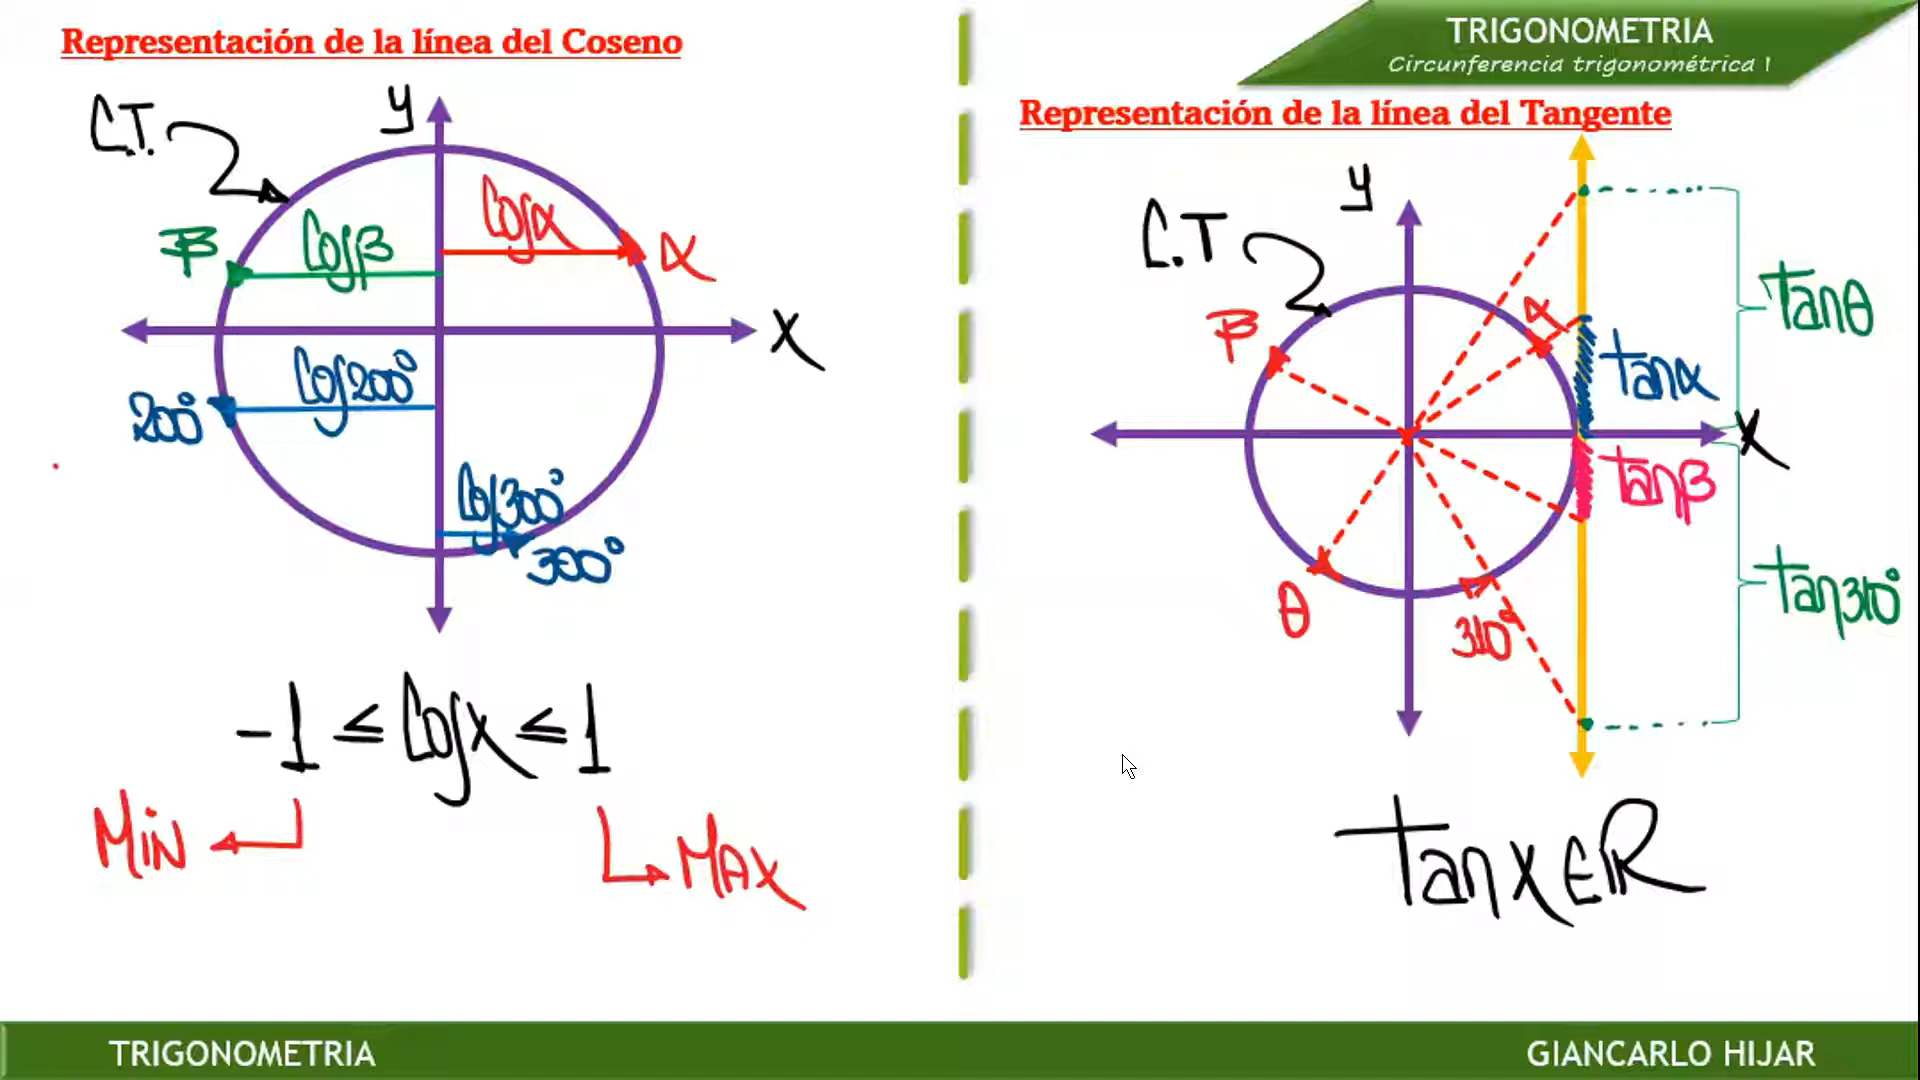 Representación de la línea del Coseno
y
C.T.
Cosα
α
β
Cosβ
x
Cos200°
200°
Cos300°
300°
-1 ≤ Cosx ≤ 1
MiN
MAX
TRIGONOMETRIA
Circunferencia trigonométrica I
Representación de la línea del Tangente
y
C.T
tanθ
α
β
tanα
x
tanβ
θ
310°
tan310°
tanx∈R
TRIGONOMETRIA
GIANCARLO HIJAR